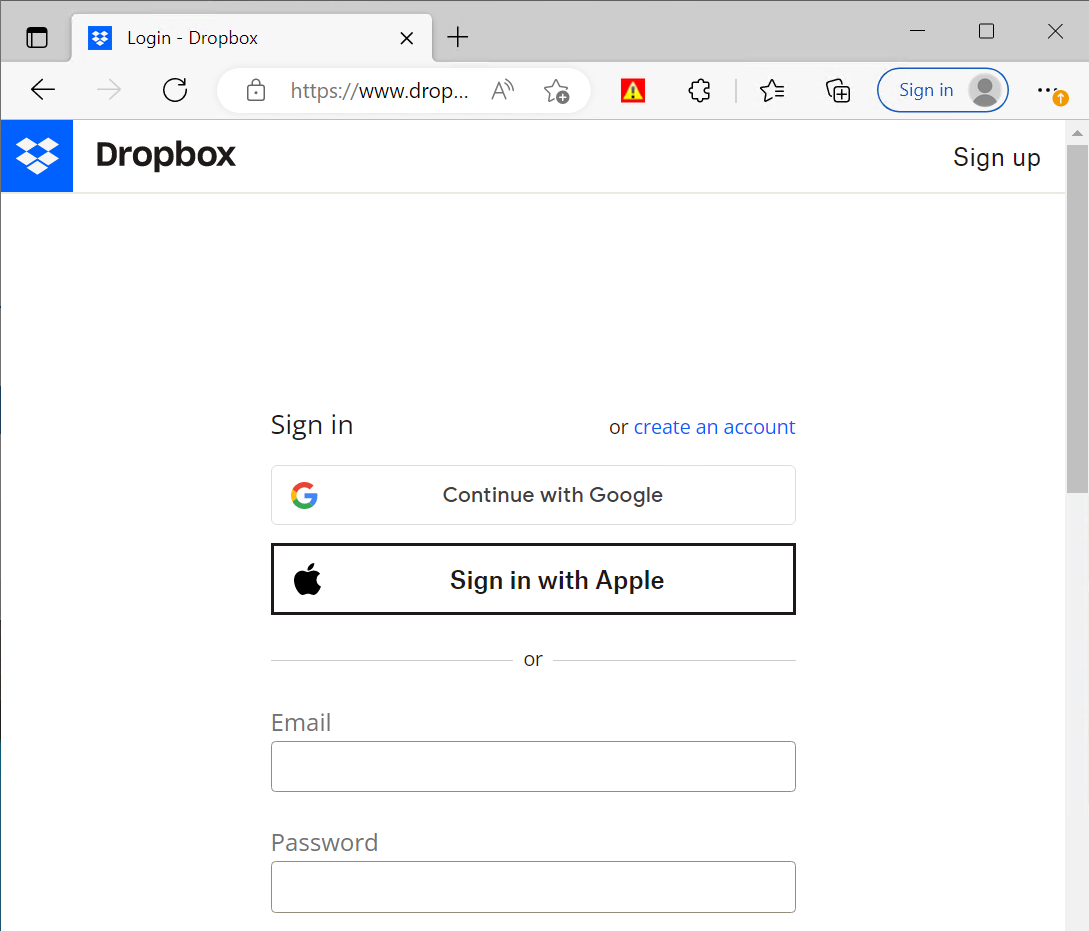 Login - Dropbox
https://www.drop...
Sign in
Dropbox
Sign up
Sign in
or create an account
Continue with Google
Sign in with Apple
or
Email
Password